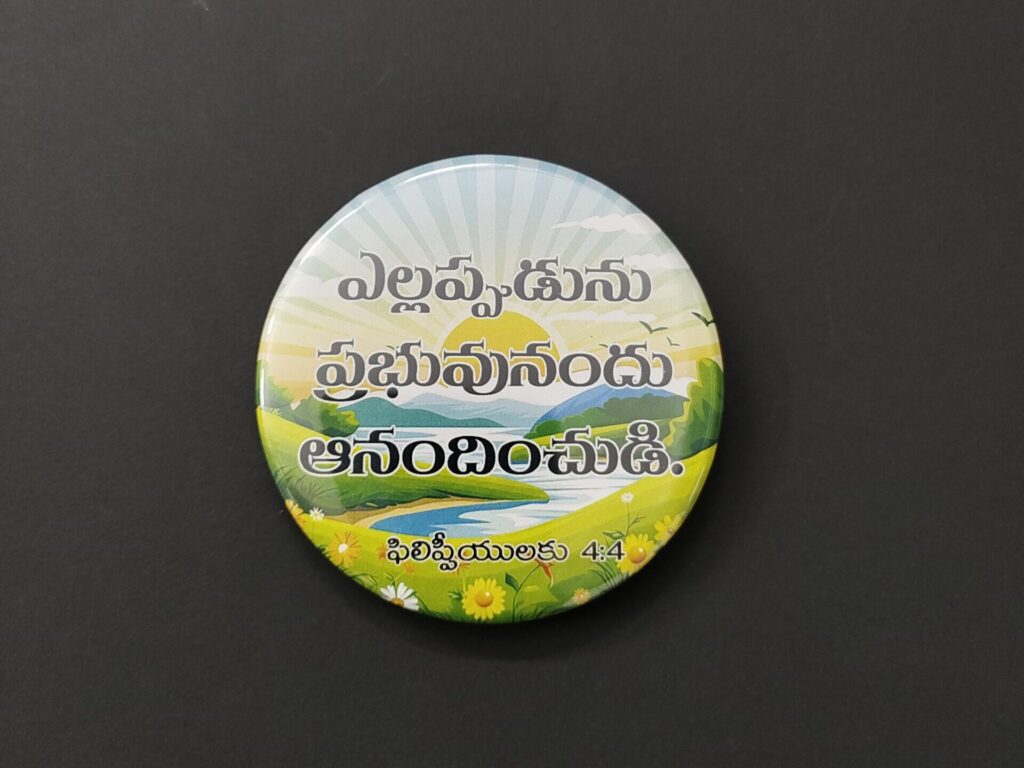 ఎల్లప్పుడును
ప్రభువునందు
ఆనందించుడి.
ఫిలిప్పీయులకు 4:4